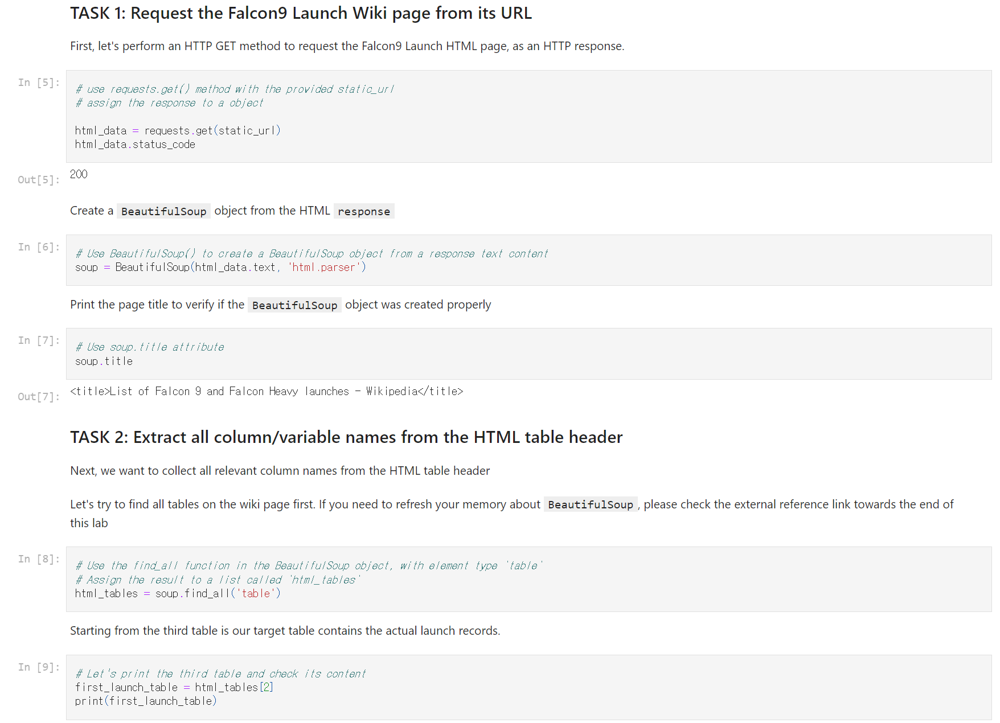 TASK 1: Request the Falcon9 Launch Wiki page from its URL
First, let's perform an HTTP GET method to request the Falcon9 Launch HTML page, as an HTTP response.
In [5]:
# use requests.get() method with the provided static_url
# assign the response to a object
html_data = requests.get(static_url)
html_data.status_code
Out[5]:
200
Create a BeautifulSoup object from the HTML response
In [6]:
# Use BeautifulSoup() to create a BeautifulSoup object from a response text content
soup = BeautifulSoup(html_data.text, 'html.parser')
Print the page title to verify if the BeautifulSoup object was created properly
In [7]:
# Use soup.title attribute
soup.title
Out[7]:
<title>List of Falcon 9 and Falcon Heavy launches - Wikipedia</title>
TASK 2: Extract all column/variable names from the HTML table header
Next, we want to collect all relevant column names from the HTML table header
Let's try to find all tables on the wiki page first. If you need to refresh your memory about BeautifulSoup , please check the external reference link towards the end of
this lab
In [8]:
# Use the find_all function in the BeautifulSoup object, with element type `table`
# Assign the result to a list called `html_tables`
html_tables = soup.find_all('table')
Starting from the third table is our target table contains the actual launch records.
In [9]:
# Let's print the third table and check its content
first_launch_table = html_tables[2]
print(first_launch_table)